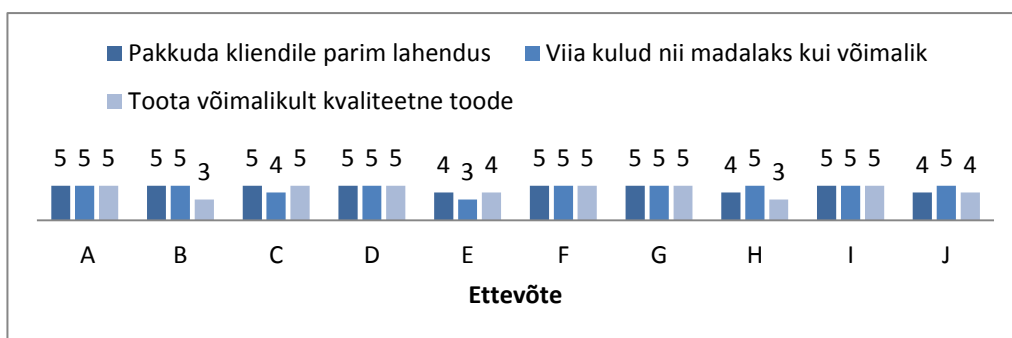 Pakkuda kliendile parim lahendus Viia kulud nii madalaks kui võimalik
Toota võimalikult kvaliteetne toode
5 5 5 5 5 3 5 4 5 5 5 5 4 3 4 5 5 5 5 5 5 4 5 3 5 5 5 4 5 4
A B C D E F G H I J
Ettevõte